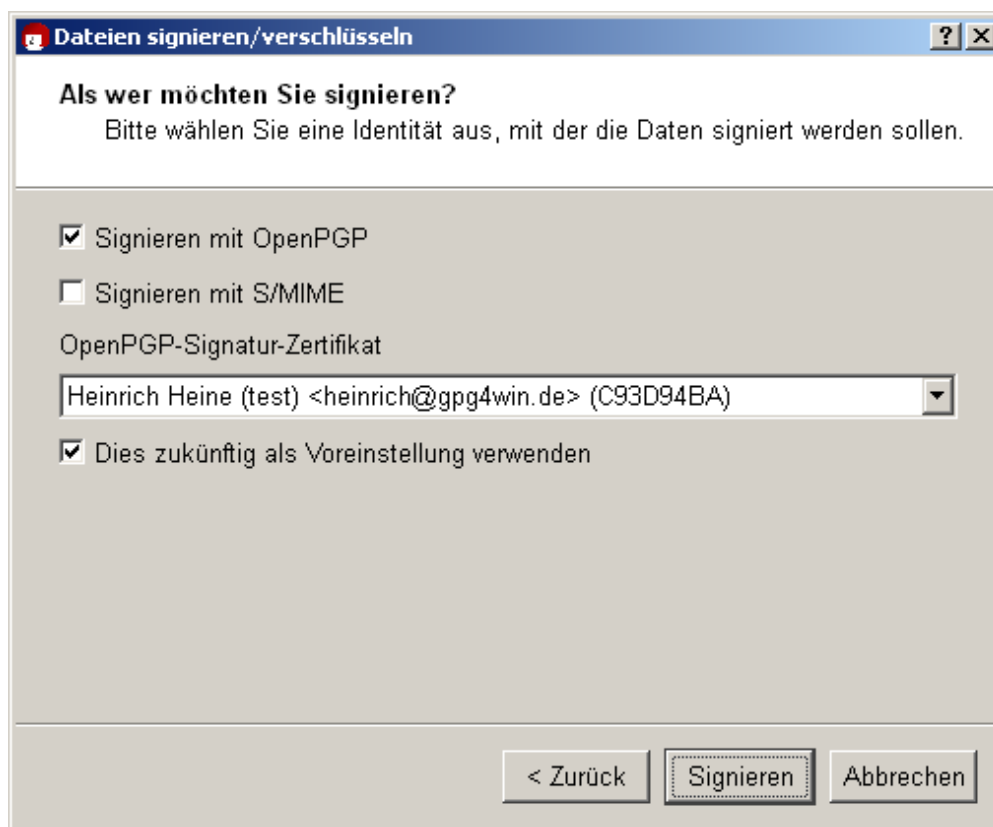 Dateien signieren/verschlüsseln
Als wer möchten Sie signieren?
Bitte wählen Sie eine Identität aus, mit der die Daten signiert werden sollen.
Signieren mit OpenPGP
Signieren mit S/MIME
OpenPGP-Signatur-Zertifikat
Heinrich Heine (test) <heinrich@gpg4win.de> (C93D94BA)
Dies zukünftig als Voreinstellung verwenden
< Zurück Signieren Abbrechen